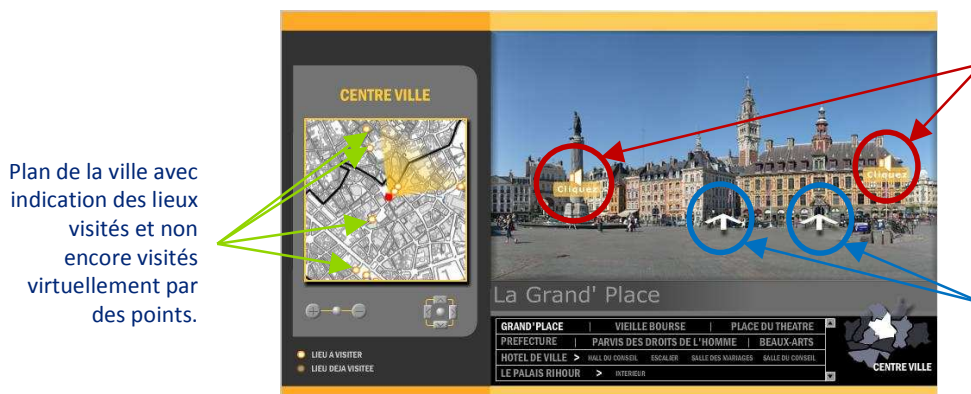 Plan de la ville avec
indication des lieux
visités et non
encore visités
virtuellement par
des points.
CENTRE VILLE
LIEU A VISITER
LIEU DEJA VISITEE
Cliquez
Cliquez
La Grand' Place
GRAND'PLACE | VIEILLE BOURSE | PLACE DU THEATRE
PREFECTURE | PARVIS DES DROITS DE L'HOMME | BEAUX-ARTS
HOTEL DE VILLE > HALL DU CONSEIL ESCALIER SALLE DES MARIAGES SALLE DU CONSEIL
LE PALAIS RIHOUR > INTERIEUR
CENTRE VILLE